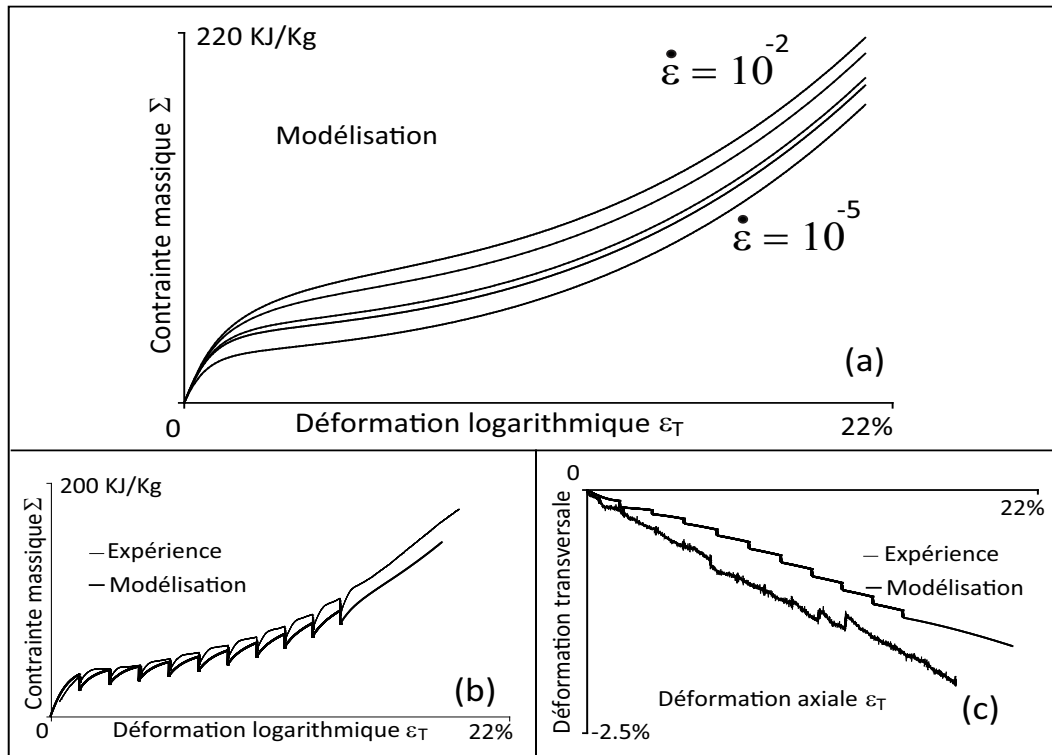 220 KJ/Kg
ε̇ = 10⁻²
Modélisation
Contrainte massique Σ
ε̇ = 10⁻⁵
(a)
0
Déformation logarithmique εT
22%
200 KJ/Kg
Contrainte massique Σ
Expérience
Modélisation
(b)
0
Déformation logarithmique εT
22%
0
22%
Déformation transversale
Expérience
Modélisation
Déformation axiale εT
(c)
-2.5%